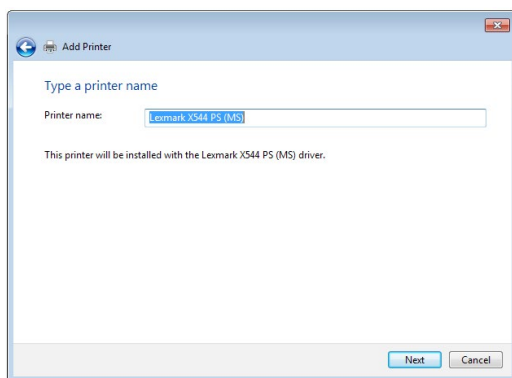 Add Printer
Type a printer name
Printer name: Lexmark X544 PS (MS)
This printer will be installed with the Lexmark X544 PS (MS) driver.
Next Cancel